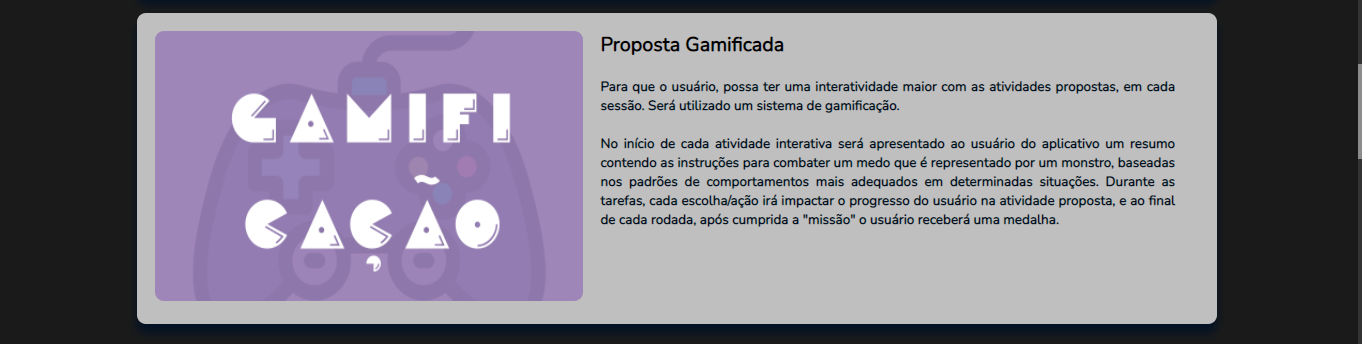 GAMIFI
CAÇÃO
Proposta Gamificada
Para que o usuário, possa ter uma interatividade maior com as atividades propostas, em cada
sessão. Será utilizado um sistema de gamificação.
No início de cada atividade interativa será apresentado ao usuário do aplicativo um resumo
contendo as instruções para combater um medo que é representado por um monstro, baseadas
nos padrões de comportamentos mais adequados em determinadas situações. Durante as
tarefas, cada escolha/ação irá impactar o progresso do usuário na atividade proposta, e ao final
de cada rodada, após cumprida a "missão" o usuário receberá uma medalha.